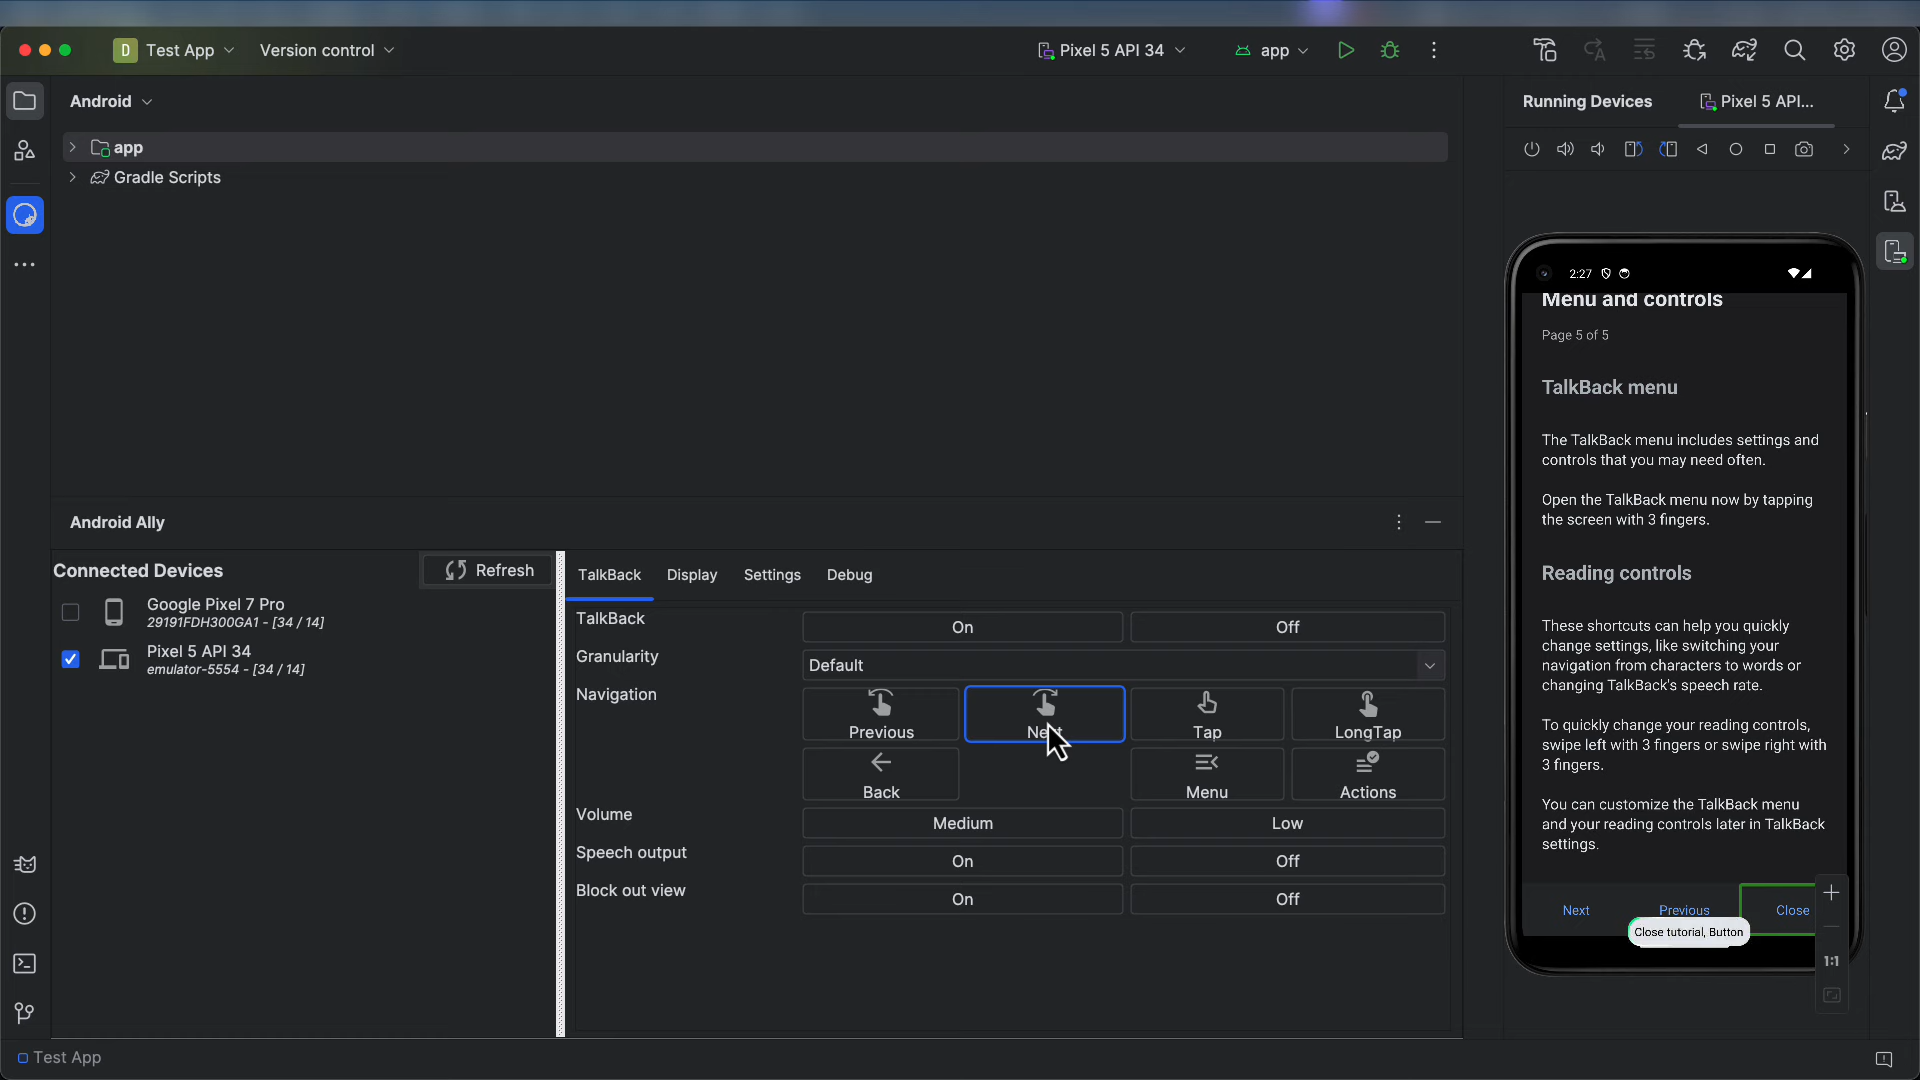 D Test App
Version control
Pixel 5 API 34
app
Android
app
Gradle Scripts
Running Devices
Pixel 5 API...
Android Ally
Connected Devices
Refresh
Google Pixel 7 Pro
29191FDH300GA1 - [34 / 14]
Pixel 5 API 34
emulator-5554 - [34 / 14]
TalkBack
Display
Settings
Debug
TalkBack
On
Off
Granularity
Default
Navigation
Previous
Next
Tap
LongTap
Back
Menu
Actions
Volume
Medium
Low
Speech output
On
Off
Block out view
On
Off
2:27
Menu and controls
Page 5 of 5
TalkBack menu
The TalkBack menu includes settings and
controls that you may need often.
Open the TalkBack menu now by tapping
the screen with 3 fingers.
Reading controls
These shortcuts can help you quickly
change settings, like switching your
navigation from characters to words or
changing TalkBack's speech rate.
To quickly change your reading controls,
swipe left with 3 fingers or swipe right with
3 fingers.
You can customize the TalkBack menu
and your reading controls later in TalkBack
settings.
Next
Previous
Close
Close tutorial, Button
1:1
Test App